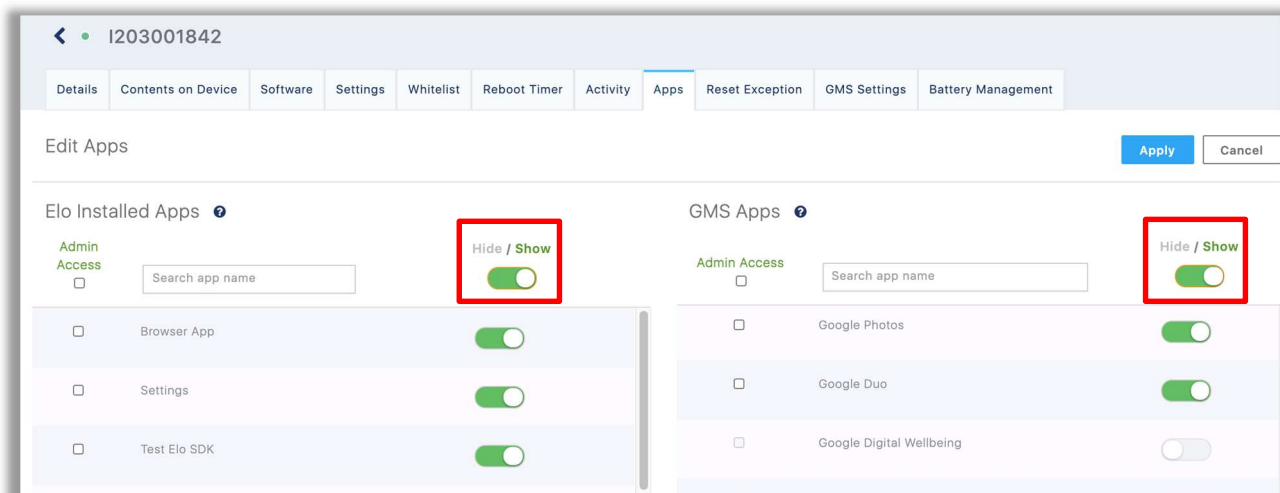 I203001842
Details Contents on Device Software Settings Whitelist Reboot Timer Activity Apps Reset Exception GMS Settings Battery Management
Edit Apps
Apply Cancel
Elo Installed Apps ?
Admin Access
Search app name
Hide / Show
Browser App
Settings
Test Elo SDK
GMS Apps ?
Admin Access
Search app name
Hide / Show
Google Photos
Google Duo
Google Digital Wellbeing